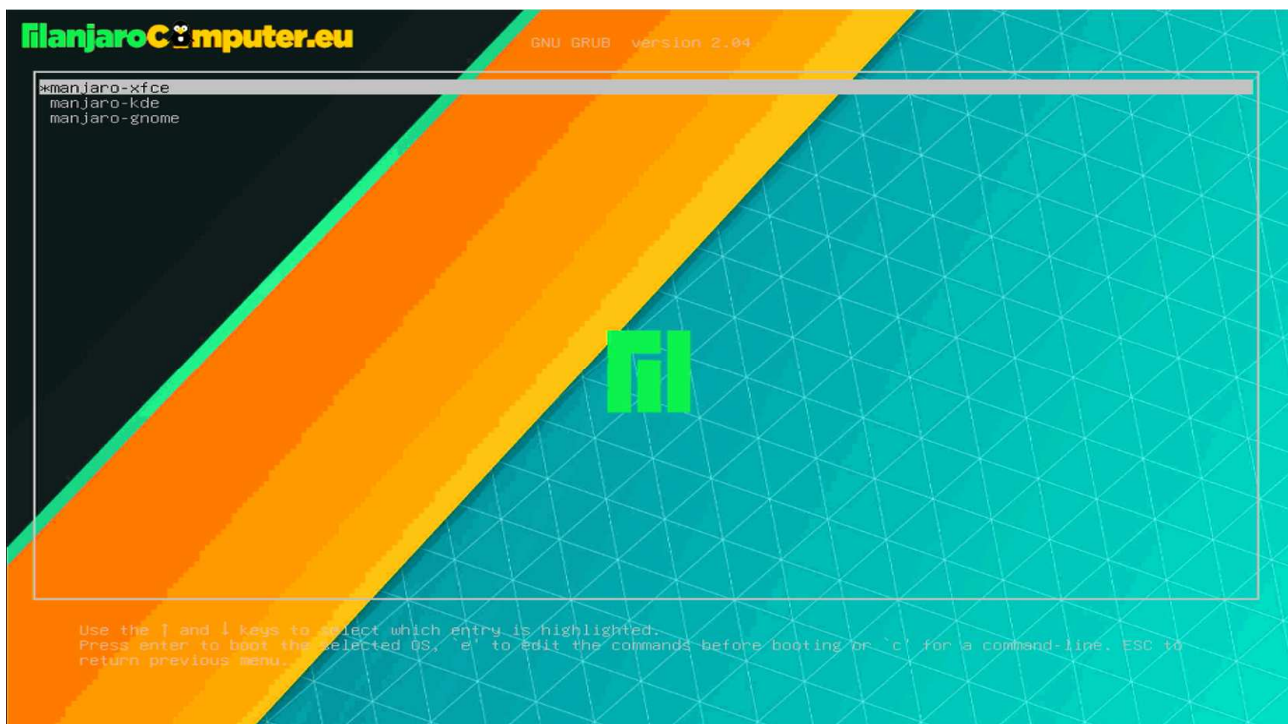 manjaroComputer.eu
GNU GRUB version 2.04
*manjaro-xfce
manjaro-kde
manjaro-gnome
Use the ↑ and ↓ keys to select which entry is highlighted.
Press enter to boot the selected OS, `e' to edit the commands before booting or `c' for a command-line. ESC to
return previous menu.